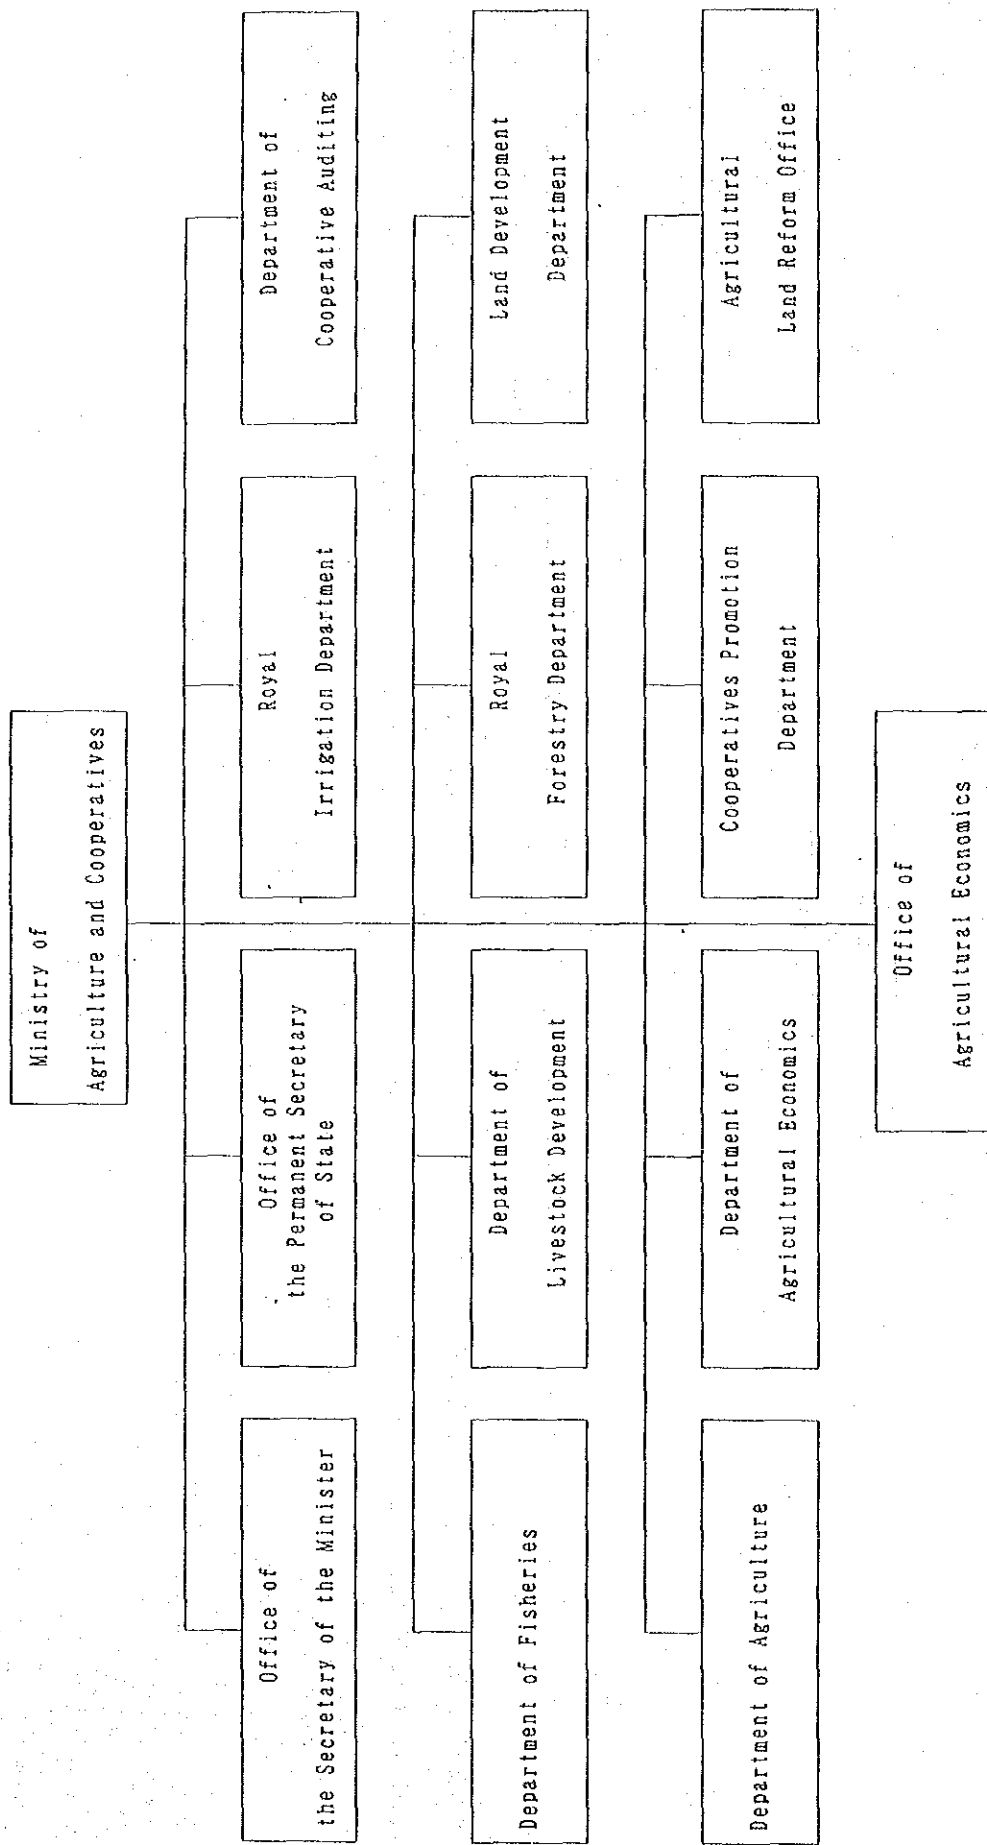 Ministry of
Agriculture and Cooperatives
Office of
the Secretary of the Minister
Office of
the Permanent Secretary
of State
Royal
Irrigation Department
Department of
Cooperative Auditing
Department of Fisheries
Department of
Livestock Development
Royal
Forestry Department
Land Development
Department
Department of Agriculture
Department of
Agricultural Economics
Cooperatives Promotion
Department
Agricultural
Land Reform Office
Office of
Agricultural Economics